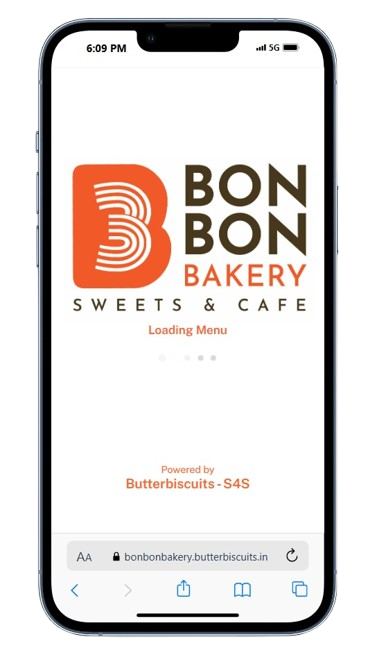 6:09 PM
5G
BON
BON
BAKERY
SWEETS & CAFE
Loading Menu
Powered by
Butterbiscuits - S4S
AA bonbonbakery.butterbiscuits.in